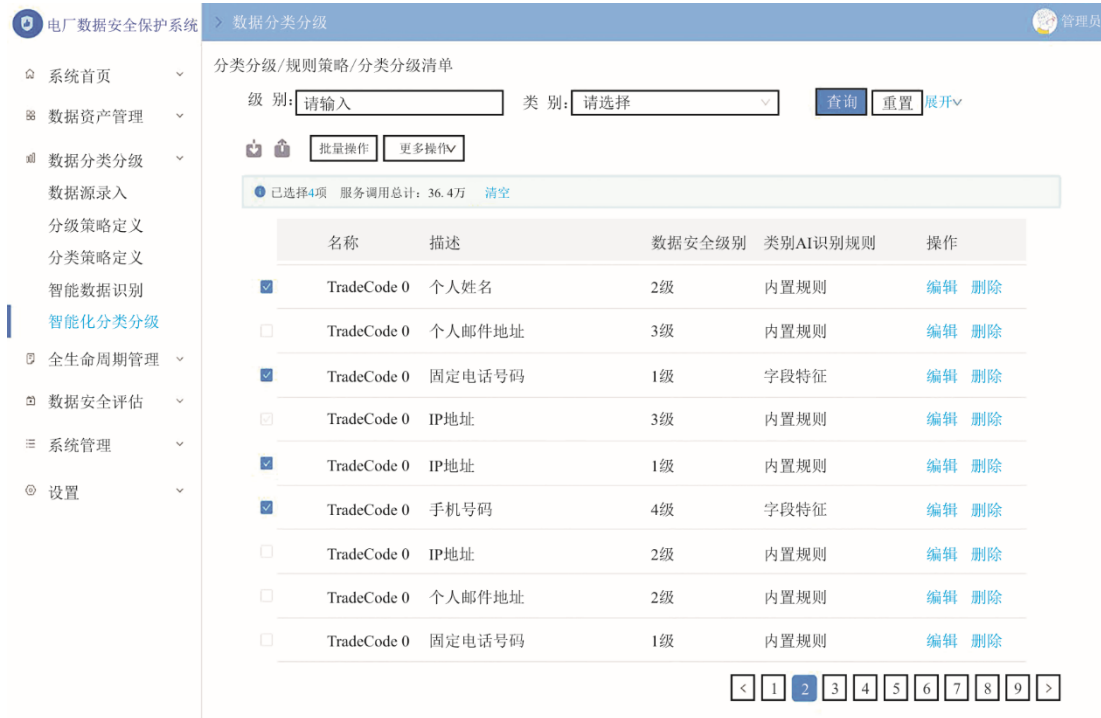 电厂数据安全保护系统 > 数据分类分级 管理员
系统首页
数据资产管理
数据分类分级
数据源录入
分级策略定义
分类策略定义
智能数据识别
智能化分类分级
全生命周期管理
数据安全评估
系统管理
设置
分类分级/规则策略/分类分级清单
级 别: 请输入 类 别: 请选择 查询 重置 展开
批量操作 更多操作
已选择4项 服务调用总计: 36.4万 清空
名称 描述 数据安全级别 类别AI识别规则 操作
TradeCode 0 个人姓名 2级 内置规则 编辑 删除
TradeCode 0 个人邮件地址 3级 内置规则 编辑 删除
TradeCode 0 固定电话号码 1级 字段特征 编辑 删除
TradeCode 0 IP地址 3级 内置规则 编辑 删除
TradeCode 0 IP地址 1级 内置规则 编辑 删除
TradeCode 0 手机号码 4级 字段特征 编辑 删除
TradeCode 0 IP地址 2级 内置规则 编辑 删除
TradeCode 0 个人邮件地址 2级 内置规则 编辑 删除
TradeCode 0 固定电话号码 1级 内置规则 编辑 删除
< 1 2 3 4 5 6 7 8 9 >